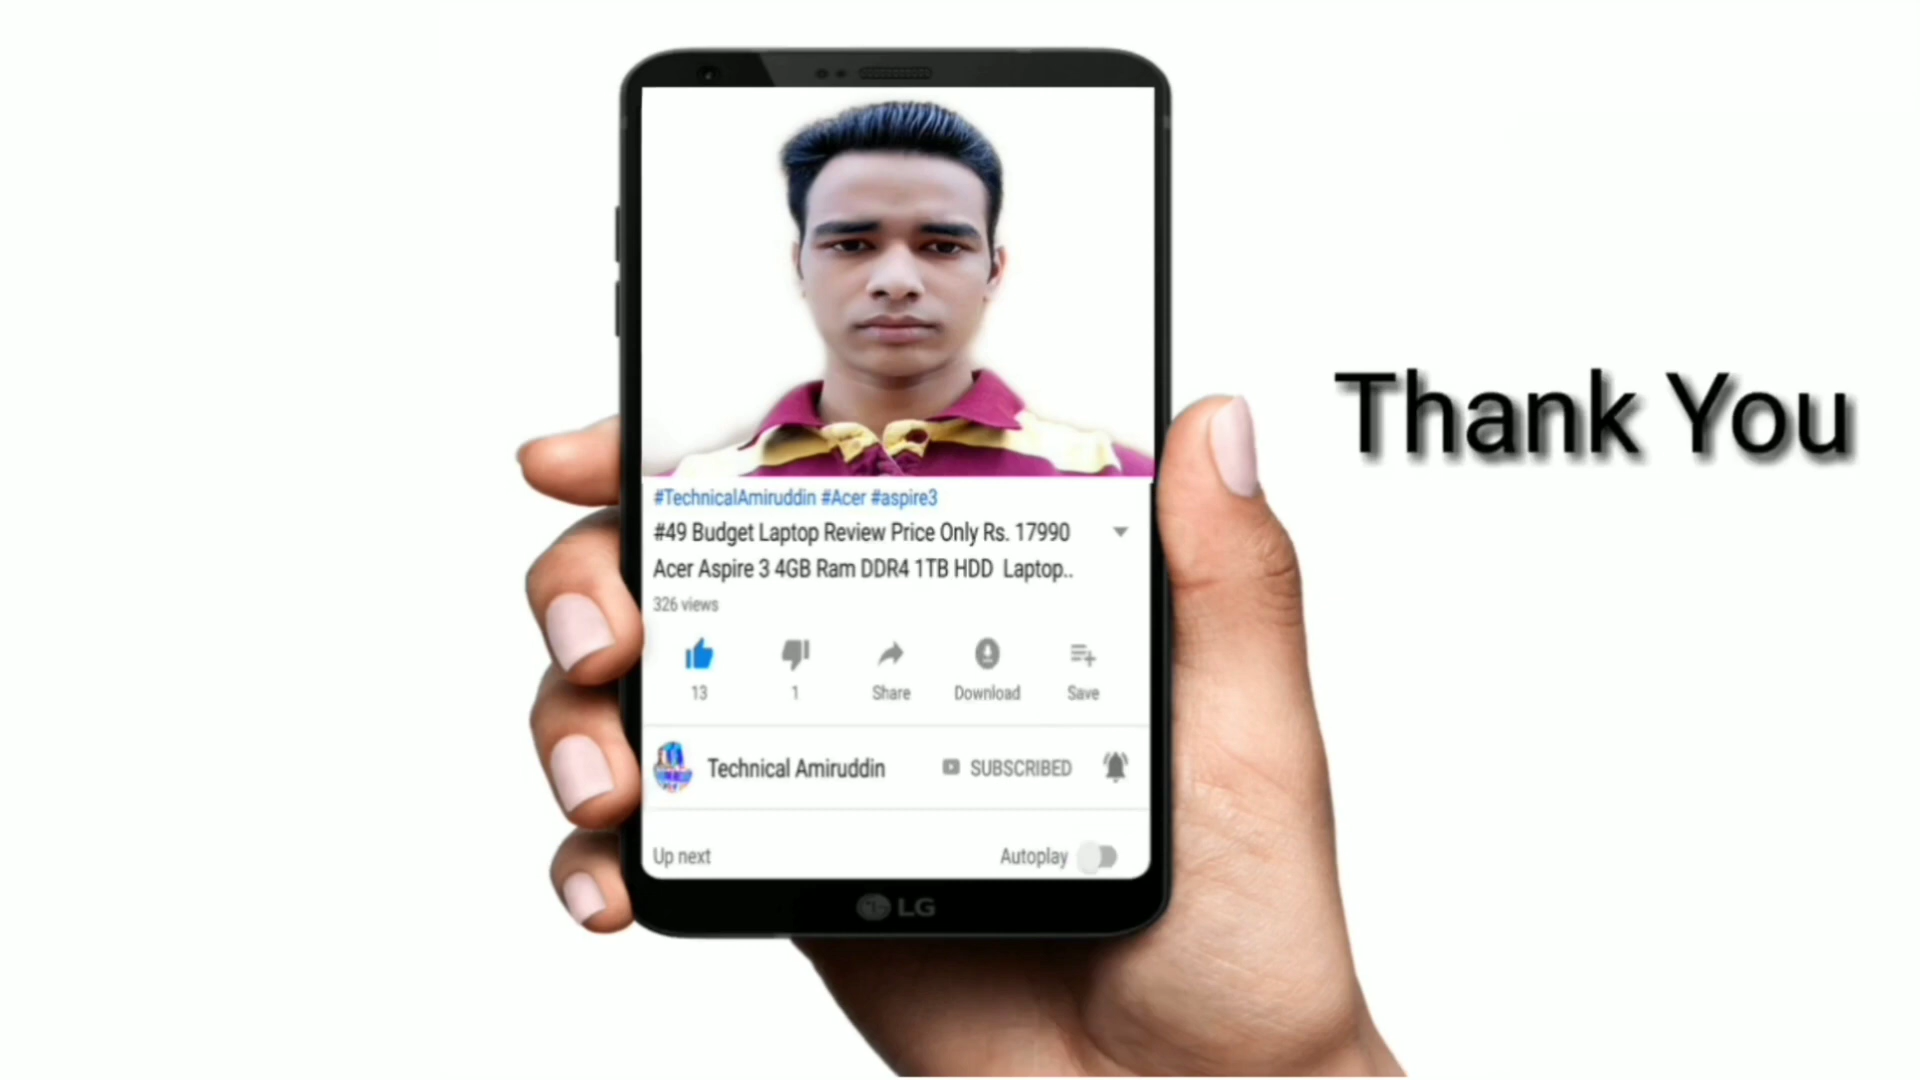 Thank You
#TechnicalAmiruddin #Acer #aspire3
#49 Budget Laptop Review Price Only Rs. 17990
Acer Aspire 3 4GB Ram DDR4 1TB HDD Laptop..
326 views
13
1
Share
Download
Save
Technical Amiruddin
SUBSCRIBED
Up next
Autoplay
LG